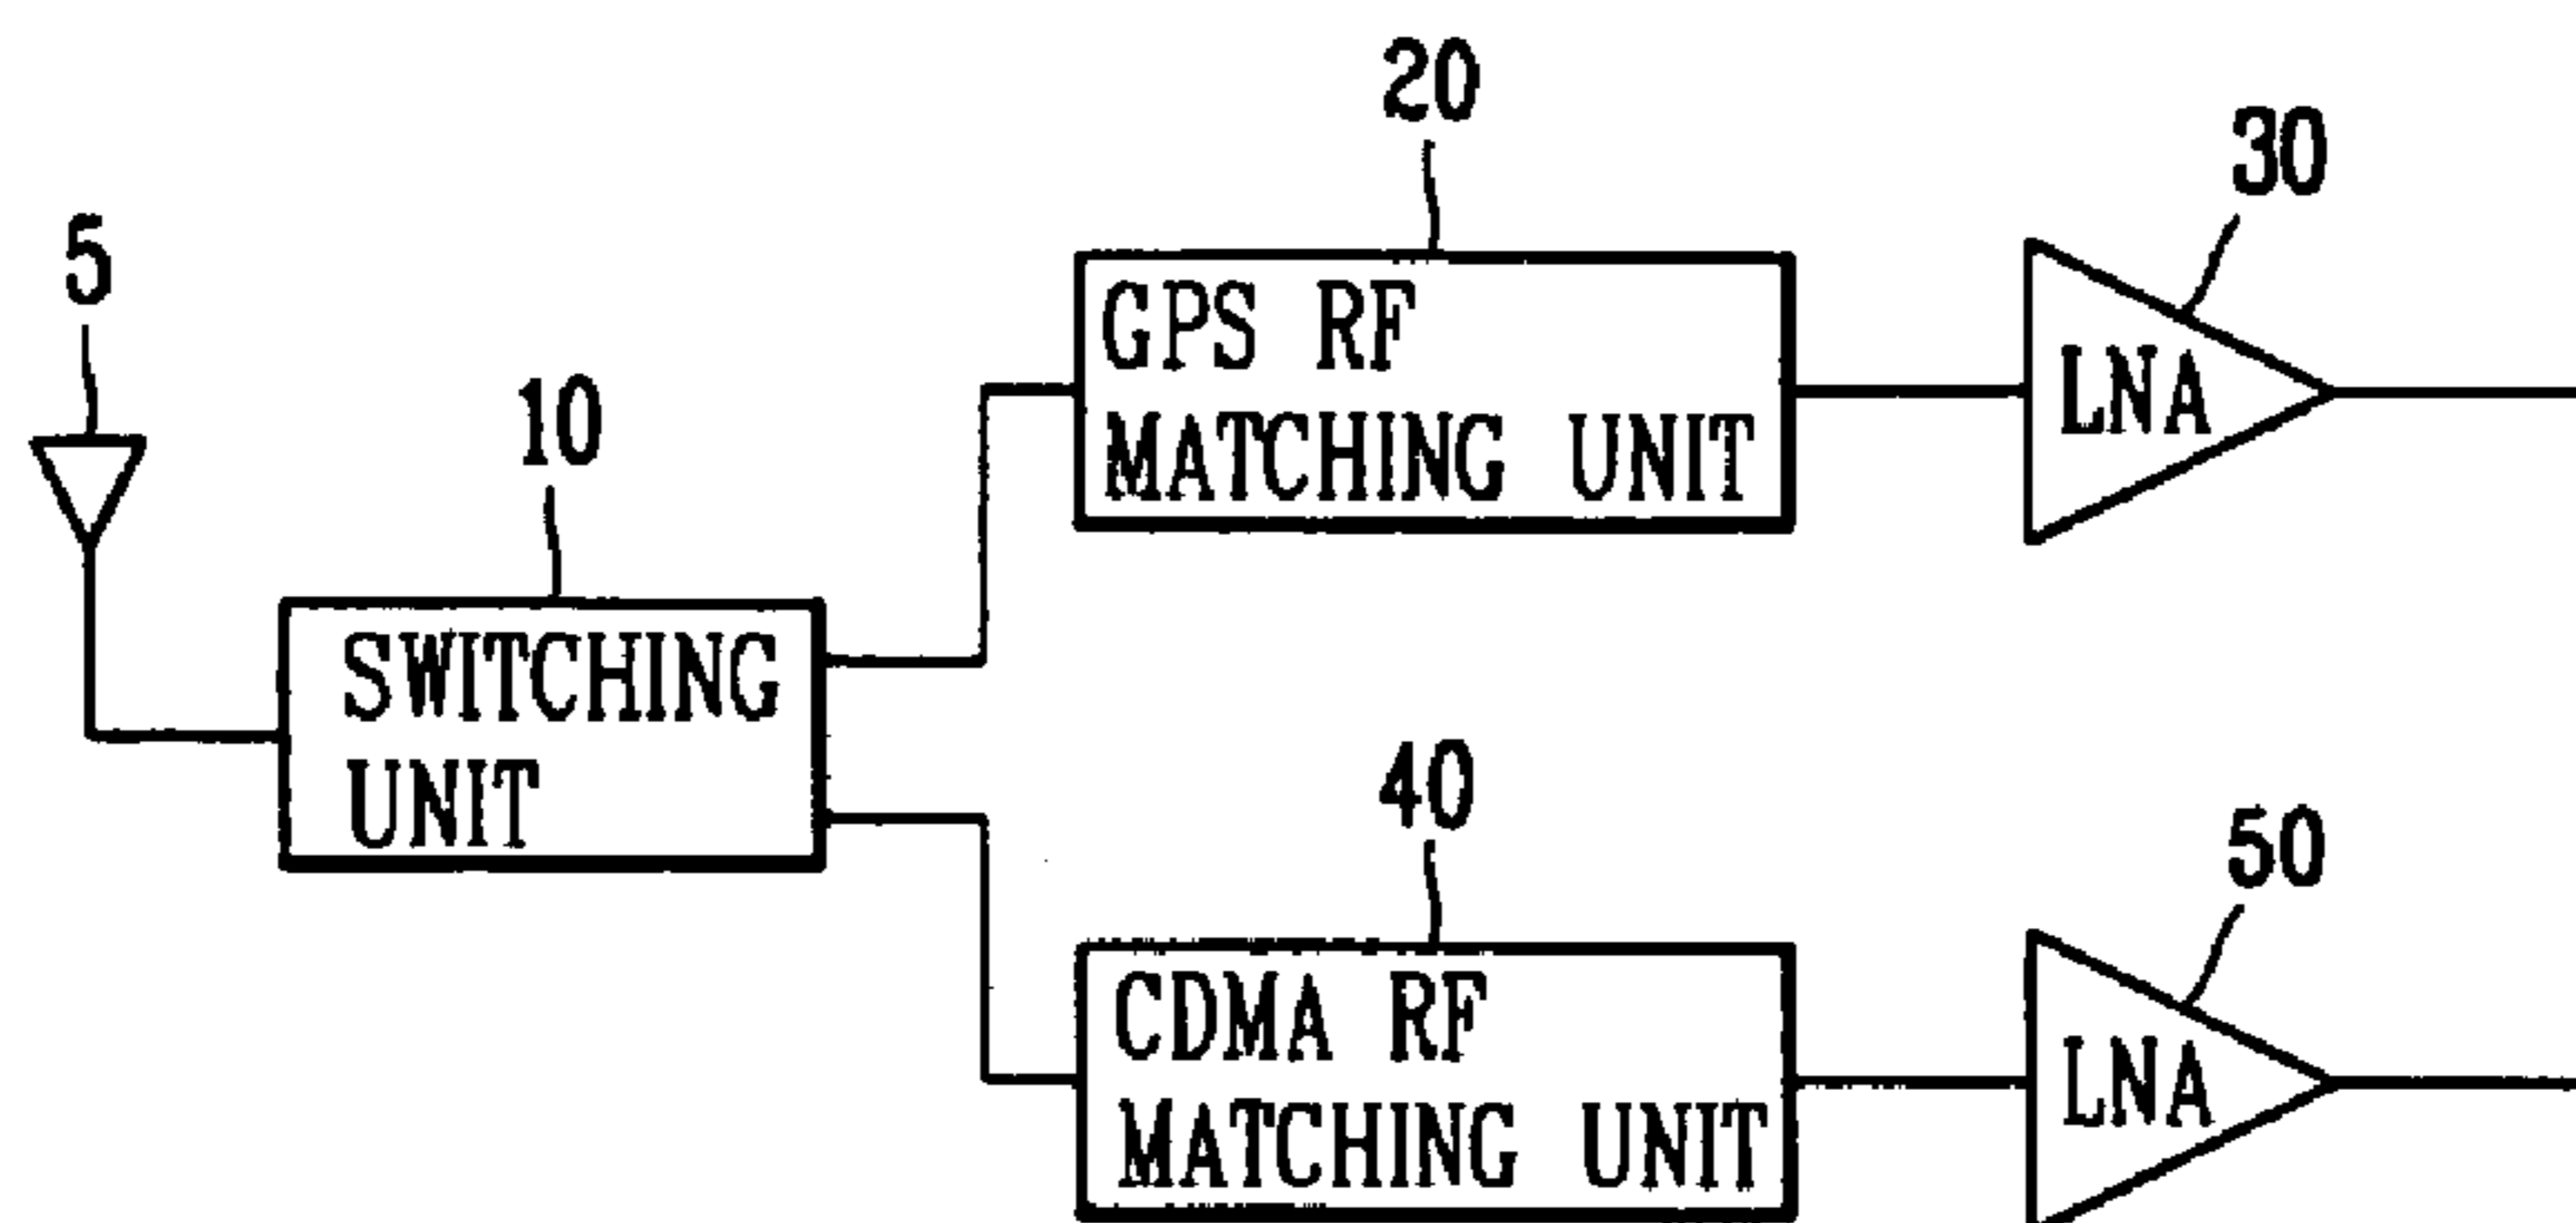 20
30
5
GPS RF
MATCHING UNIT
LNA
10
SWITCHING
UNIT
40
50
CDMA RF
MATCHING UNIT
LNA